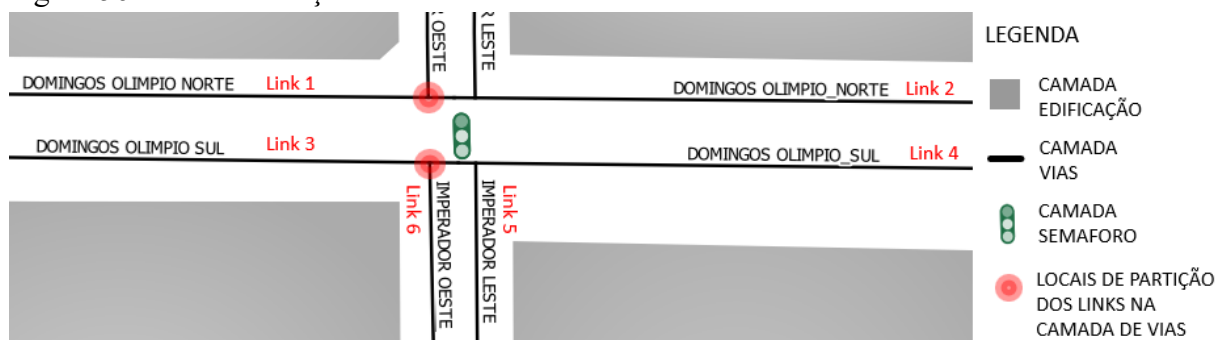 OESTE
LESTE
DOMINGOS OLIMPIO NORTE Link 1
DOMINGOS OLIMPIO_NORTE Link 2
DOMINGOS OLIMPIO SUL Link 3
DOMINGOS OLIMPIO_SUL Link 4
Link 6
IMPERADOR OESTE
IMPERADOR LESTE
Link 5
LEGENDA
CAMADA
EDIFICAÇÃO
CAMADA
VIAS
CAMADA
SEMAFORO
LOCAIS DE PARTIÇÃO
DOS LINKS NA
CAMADA DE VIAS